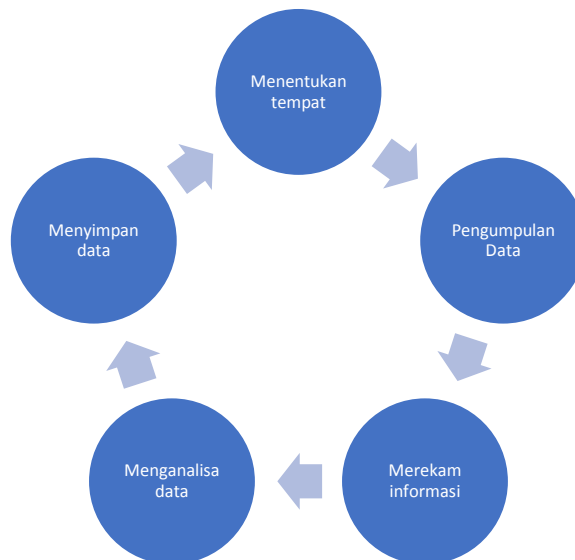 Menentukan
tempat
Pengumpulan
Data
Merekam
informasi
Menganalisa
data
Menyimpan
data